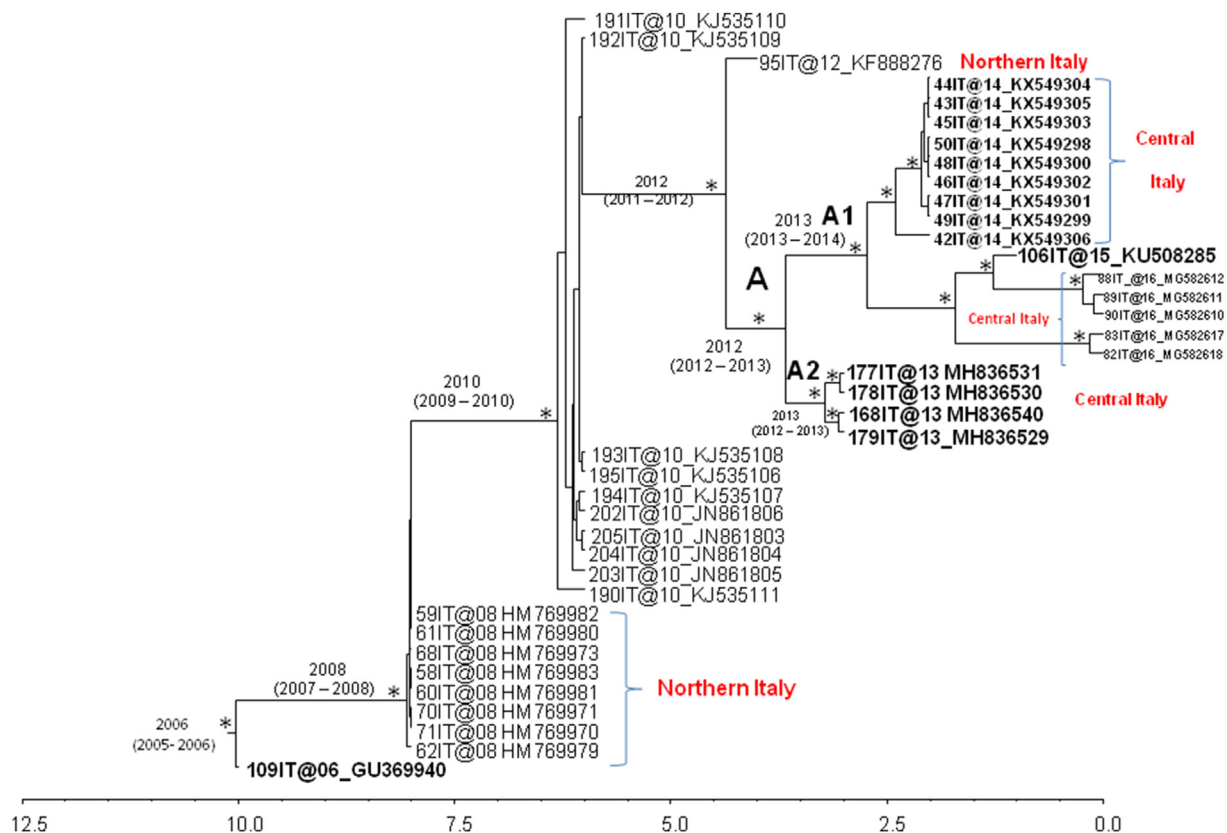 191IT@10_KJ535110
192IT@10_KJ535109
95IT@12_KF888276
Northern Italy
44IT@14_KX549304
43IT@14_KX549305
45IT@14_KX549303
50IT@14_KX549298
48IT@14_KX549300
46IT@14_KX549302
47IT@14_KX549301
49IT@14_KX549299
42IT@14_KX549306
Central
Italy
*
*
2012
(2011–2012)
*
A1
2013
(2013–2014)
*
106IT@15_KU508285
*
88IT_@16_MG582612
89IT@16_MG582611
90IT@16_MG582610
*
83IT@16_MG582617
82IT@16_MG582618
*
*
Central Italy
Central Italy
A
*
2012
(2012–2013)
A2
177IT@13 MH836531
178IT@13 MH836530
168IT@13 MH836540
179IT@13_MH836529
*
*
*
2013
(2012–2013)
2010
(2009–2010)
*
193IT@10_KJ535108
195IT@10_KJ535106
194IT@10_KJ535107
202IT@10_JN861806
205IT@10_JN861803
204IT@10_JN861804
203IT@10_JN861805
190IT@10_KJ535111
59IT@08 HM769982
61IT@08 HM769980
68IT@08 HM769973
58IT@08 HM769983
60IT@08 HM769981
70IT@08 HM769971
71IT@08 HM769970
62IT@08 HM769979
Northern Italy
2008
(2007–2008)
*
2006
(2005-2006)
*
109IT@06_GU369940
12.5 10.0 7.5 5.0 2.5 0.0